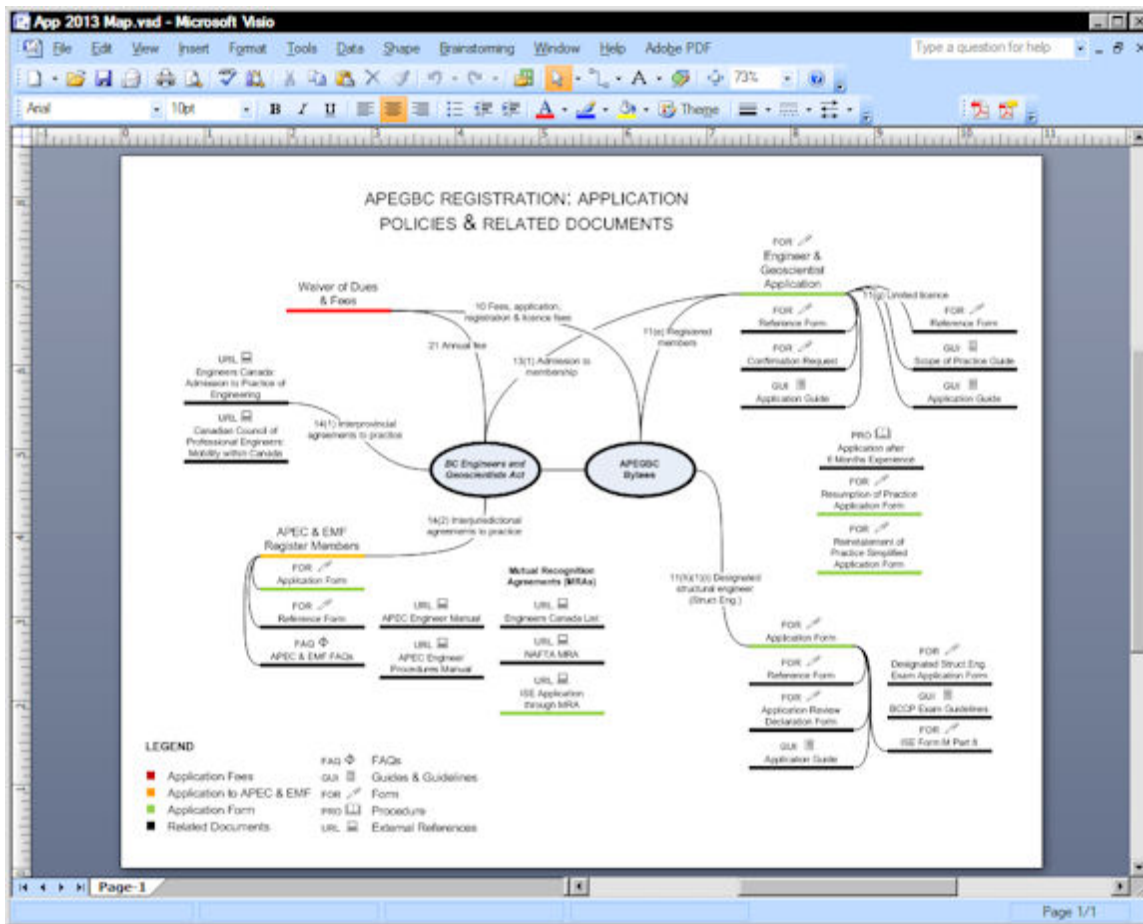 App 2013 Map.vsd - Microsoft Visio
File Edit View Insert Format Tools Data Shape Brainstorming Window Help Adobe PDF
Type a question for help
73%
Arial
10pt
B I U
Theme
APEGBC REGISTRATION: APPLICATION
POLICIES & RELATED DOCUMENTS
Waiver of Dues
& Fees
10 Fees, application,
registration & licence fees
21 Annual fee
13(1) Admission to
membership
11(e) Registered
members
FOR
Engineer &
Geoscientist
Application
11(g) Limited licence
FOR
Reference Form
FOR
Confirmation Request
GUI
Application Guide
FOR
Reference Form
GUI
Scope of Practice Guide
GUI
Application Guide
URL
Engineers Canada:
Admission to Practice of
Engineering
URL
Canadian Council of
Professional Engineers:
Mobility within Canada
14(1) Interprovincial
agreements to practice
BC Engineers and
Geoscientists Act
APEGBC
Bylaws
PRO
Application after
6 Months Experience
FOR
Resumption of Practice
Application Form
FOR
Reinstatement of
Practice Simplified
Application Form
14(2) Interjurisdictional
agreements to practice
APEC & EMF
Register Members
FOR
Application Form
FOR
Reference Form
FAQ
APEC & EMF FAQs
URL
APEC Engineer Manual
URL
APEC Engineer
Procedures Manual
Mutual Recognition
Agreements (MRAs)
URL
Engineers Canada List
URL
NAFTA MRA
URL
ISE Application
through MRA
Designated
structural engineer
(Struct Eng.)
FOR
Application Form
FOR
Reference Form
FOR
Application Review
Declaration Form
GUI
Application Guide
FOR
Designated Struct Eng.
Exam Application Form
GUI
BCCP Exam Guidelines
FOR
ISE Form M Part
LEGEND
Application Fees
Application to APEC & EMF
Application Form
Related Documents
FAQ FAQs
GUI Guides & Guidelines
FOR Form
PRO Procedure
URL External References
Page-1
Page 1/1